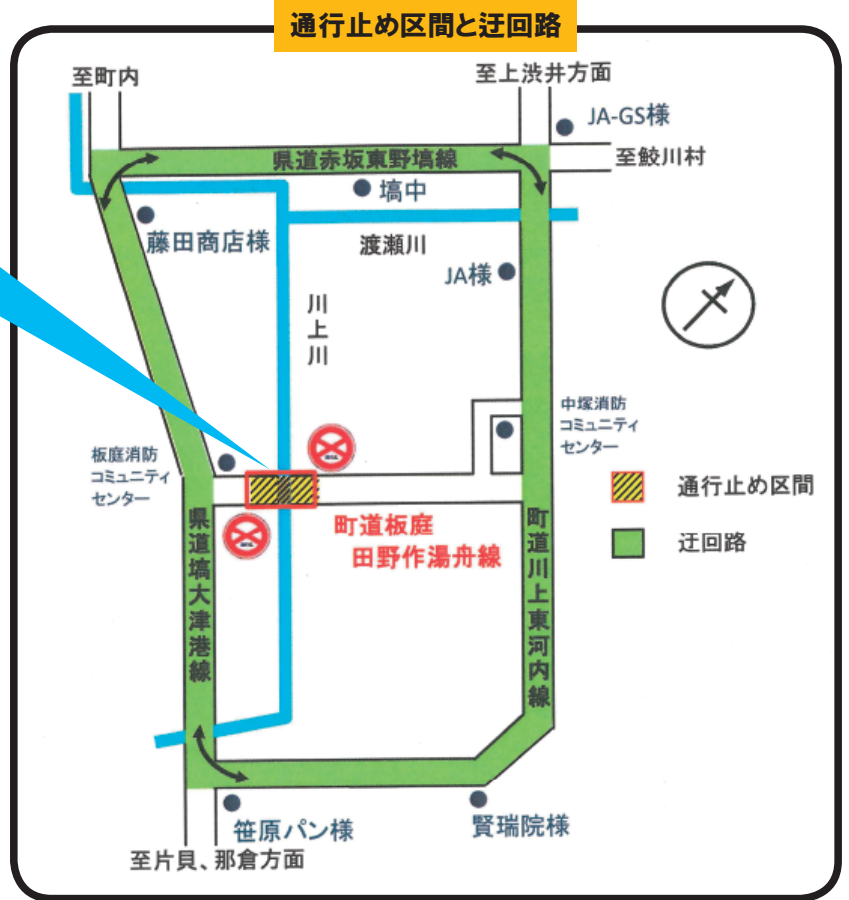 通行止め区間と迂回路
至町内
至上渋井方面
JA-GS様
県道赤坂東野塙線
至鮫川村
塙中
藤田商店様
渡瀬川
JA様
川上川
中塚消防
コミュニティ
センター
板庭消防
コミュニティ
センター
通行止め区間
町道板庭
田野作湯舟線
県道塙大津港線
町道川上東河内線
迂回路
笹原パン様
賢瑞院様
至片貝、那倉方面